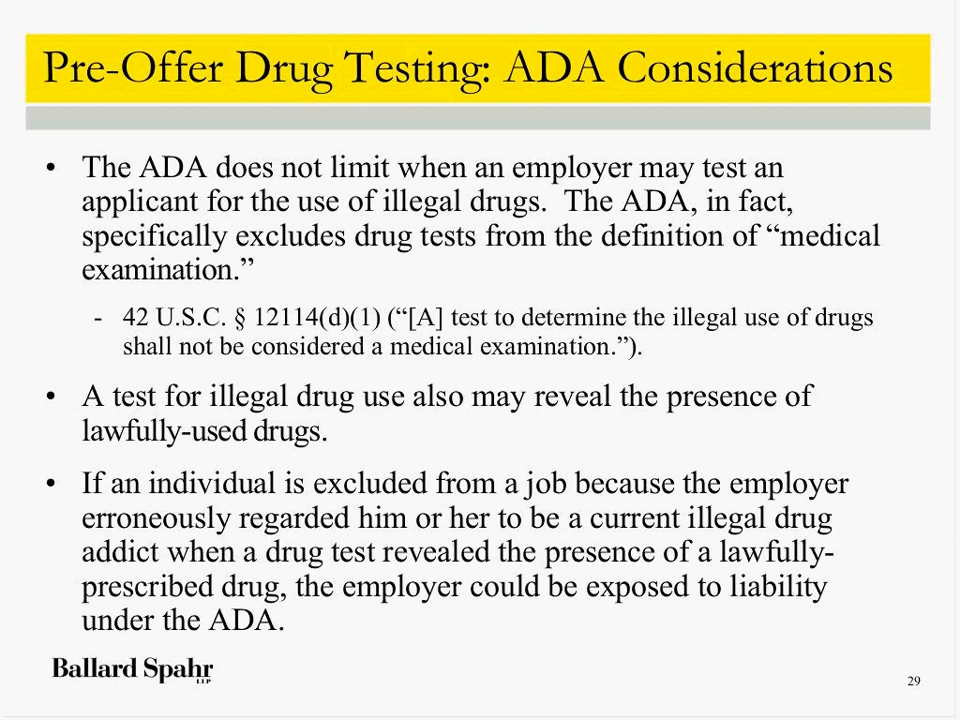 Pre-Offer Drug Testing: ADA Considerations
• The ADA does not limit when an employer may test an
applicant for the use of illegal drugs.  The ADA, in fact,
specifically excludes drug tests from the definition of “medical
examination.”
- 42 U.S.C. § 12114(d)(1) (“[A] test to determine the illegal use of drugs
shall not be considered a medical examination.”).
• A test for illegal drug use also may reveal the presence of
lawfully-used drugs.
• If an individual is excluded from a job because the employer
erroneously regarded him or her to be a current illegal drug
addict when a drug test revealed the presence of a lawfully-
prescribed drug, the employer could be exposed to liability
under the ADA.
Ballard Spahr
LLP
29